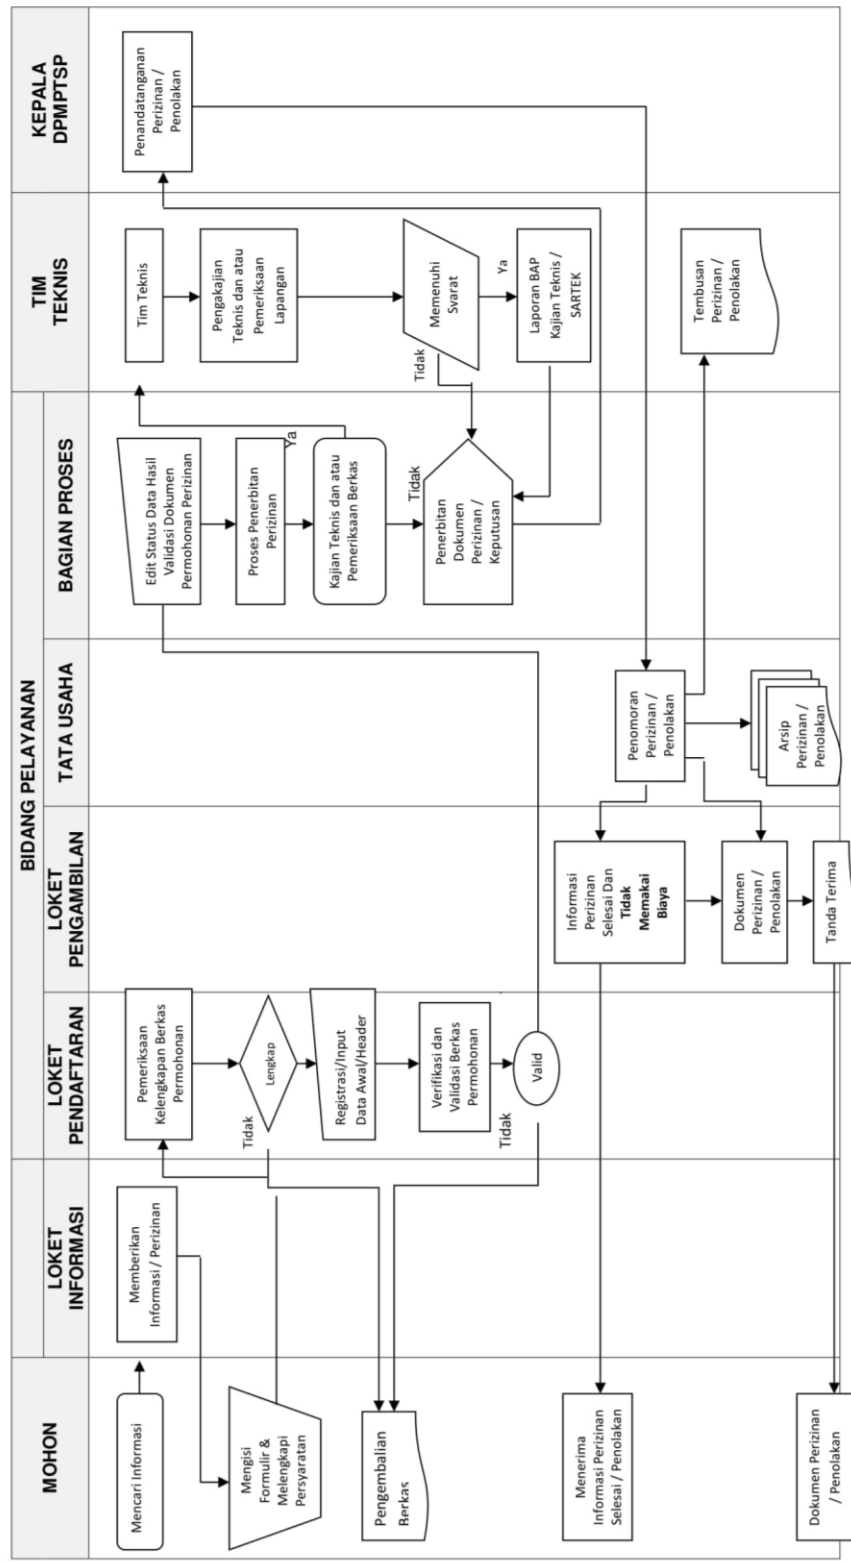 MOHON
BIDANG PELAYANAN
LOKET
INFORMASI
LOKET
PENDAFTARAN
LOKET
PENGAMBILAN
TATA USAHA
BAGIAN PROSES
TIM
TEKNIS
KEPALA
DPMPTSP
Mencari Informasi
Mengisi
Formulir &
Melengkapi
Persyaratan
Pengembalian
Berkas
Menerima
Informasi Perizinan
Selesai / Penolakan
Dokumen Perizinan
/ Penolakan
Memberikan
Informasi / Perizinan
Pemeriksaan
Kelengkapan Berkas
Permohonan
Lengkap
Tidak
Registrasi/Input
Data Awal/Header
Verifikasi dan
Validasi Berkas
Permohonan
Tidak
Valid
Informasi
Perizinan
Selesai Dan
Tidak
Memakai
Biaya
Dokumen
Perizinan /
Penolakan
Tanda Terima
Penomoran
Perizinan /
Penolakan
Arsip
Perizinan /
Penolakan
Edit Status Data Hasil
Validasi Dokumen
Permohonan Perizinan
Proses Penerbitan
Perizinan
Ya
Kajian Teknis dan atau
Pemeriksaan Berkas
Tidak
Penerbitan
Dokumen
Perizinan /
Keputusan
Tim Teknis
Pengakajian
Teknis dan atau
Pemeriksaan
Lapangan
Memenuhi
Svarat
Tidak
Ya
Laporan BAP
Kajian Teknis /
SARTEK
Tembusan
Perizinan /
Penolakan
Penandatanganan
Perizinan /
Penolakan